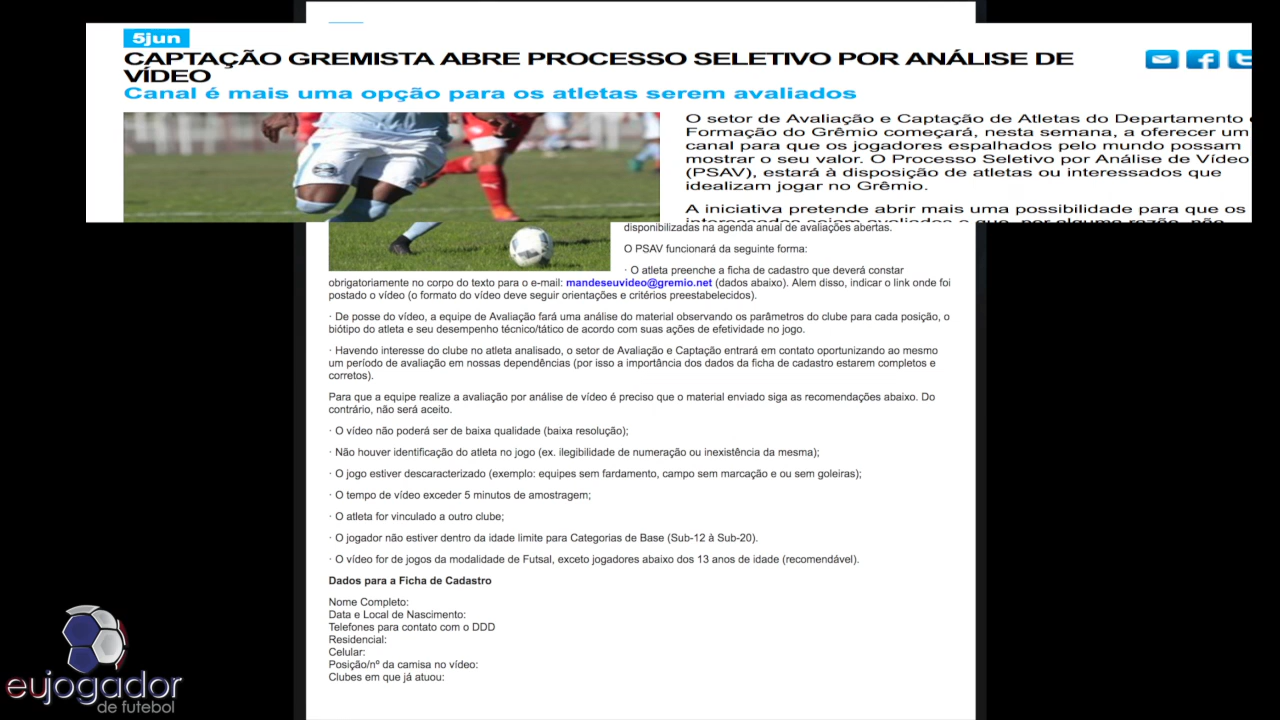 5jun
CAPTAÇÃO GREMISTA ABRE PROCESSO SELETIVO POR ANÁLISE DE
VÍDEO
Canal é mais uma opção para os atletas serem avaliados
O setor de Avaliação e Captação de Atletas do Departamento
Formação do Grêmio começará, nesta semana, a oferecer um
canal para que os jogadores espalhados pelo mundo possam
mostrar o seu valor. O Processo Seletivo por Análise de Vídeo
(PSAV), estará à disposição de atletas ou interessados que
idealizam jogar no Grêmio.
A iniciativa pretende abrir mais uma possibilidade para que os
disponibilizadas na agenda anual de avaliações abertas.
O PSAV funcionará da seguinte forma:
· O atleta preenche a ficha de cadastro que deverá constar
obrigatoriamente no corpo do texto para o e-mail: mandeseuvideo@gremio.net (dados abaixo). Alem disso, indicar o link onde foi
postado o vídeo (o formato do vídeo deve seguir orientações e critérios preestabelecidos).
· De posse do vídeo, a equipe de Avaliação fará uma análise do material observando os parâmetros do clube para cada posição, o
biótipo do atleta e seu desempenho técnico/tático de acordo com suas ações de efetividade no jogo.
· Havendo interesse do clube no atleta analisado, o setor de Avaliação e Captação entrará em contato oportunizando ao mesmo
um período de avaliação em nossas dependências (por isso a importância dos dados da ficha de cadastro estarem completos e
corretos).
Para que a equipe realize a avaliação por análise de vídeo é preciso que o material enviado siga as recomendações abaixo. Do
contrário, não será aceito.
· O vídeo não poderá ser de baixa qualidade (baixa resolução);
· Não houver identificação do atleta no jogo (ex. ilegibilidade de numeração ou inexistência da mesma);
· O jogo estiver descaracterizado (exemplo: equipes sem fardamento, campo sem marcação e ou sem goleiras);
· O tempo de vídeo exceder 5 minutos de amostragem;
· O atleta for vinculado a outro clube;
· O jogador não estiver dentro da idade limite para Categorias de Base (Sub-12 à Sub-20).
· O vídeo for de jogos da modalidade de Futsal, exceto jogadores abaixo dos 13 anos de idade (recomendável).
Dados para a Ficha de Cadastro
Nome Completo:
Data e Local de Nascimento:
Telefones para contato com o DDD
Residencial:
Celular:
Posição/nº da camisa no vídeo:
Clubes em que já atuou:
eujogador
de futebol